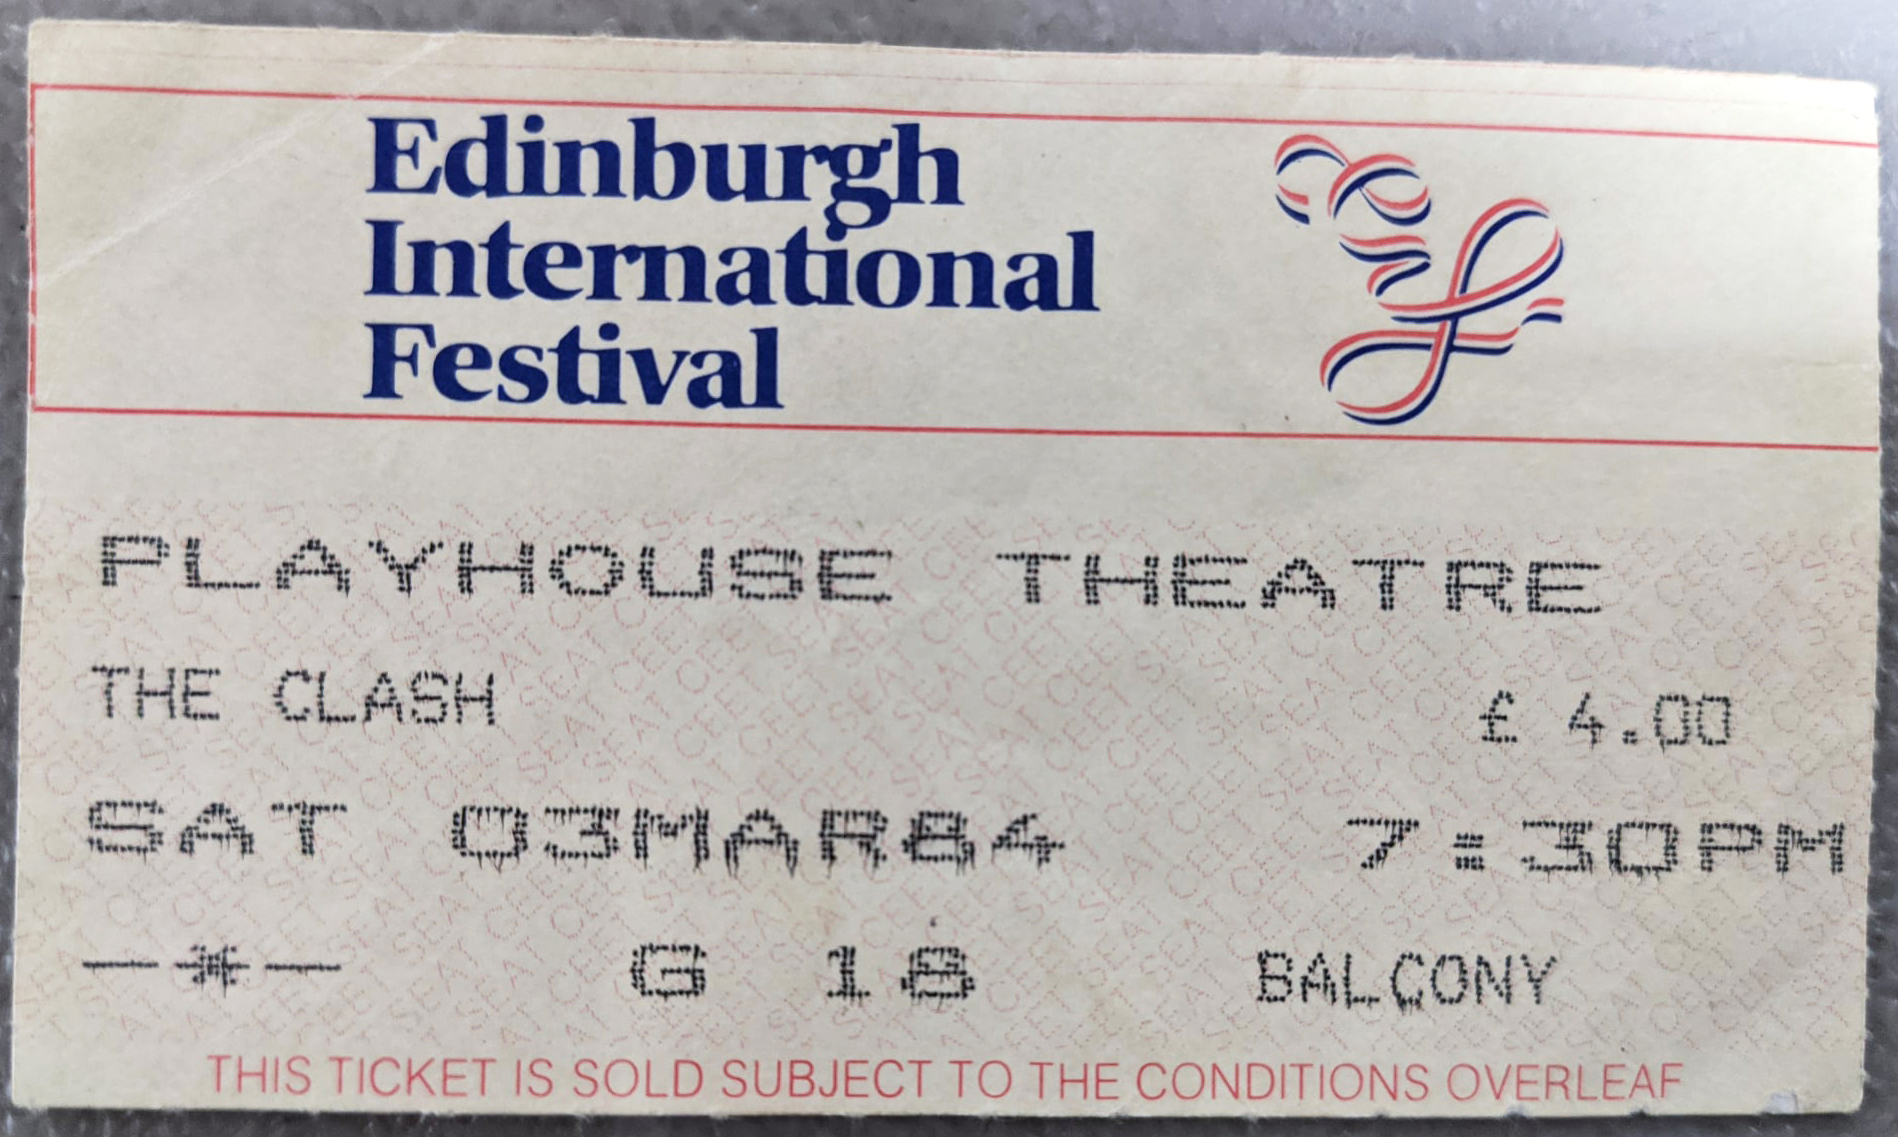 Edinburgh
International
Festival
PLAYHOUSE THEATRE
THE CLASH £ 4.00
SAT 03MAR84 7:30PM
—*— G 18 BALCONY
THIS TICKET IS SOLD SUBJECT TO THE CONDITIONS OVERLEAF